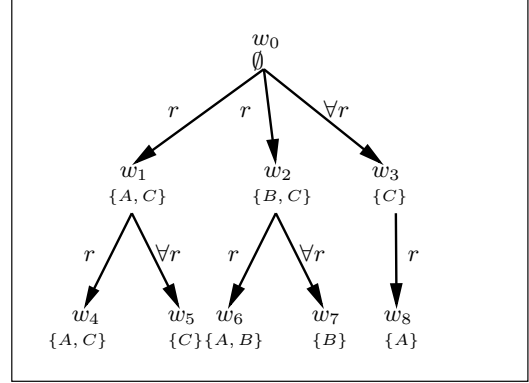 w₀
∅
r r ∀r
w₁ w₂ w₃
{A, C} {B, C} {C}
r ∀r r ∀r r
w₄ w₅ w₆ w₇ w₈
{A, C} {C} {A, B} {B} {A}